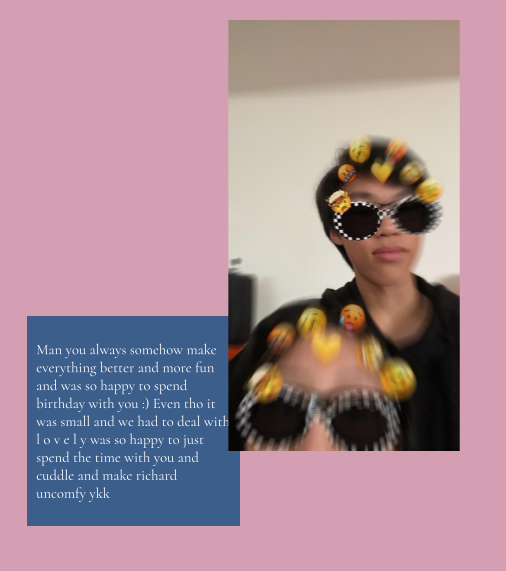 Man you always somehow make
everything better and more fun
and was so happy to spend
birthday with you :) Even tho it
was small and we had to deal with
l o v e l y was so happy to just
spend the time with you and
cuddle and make richard
uncomfy ykk